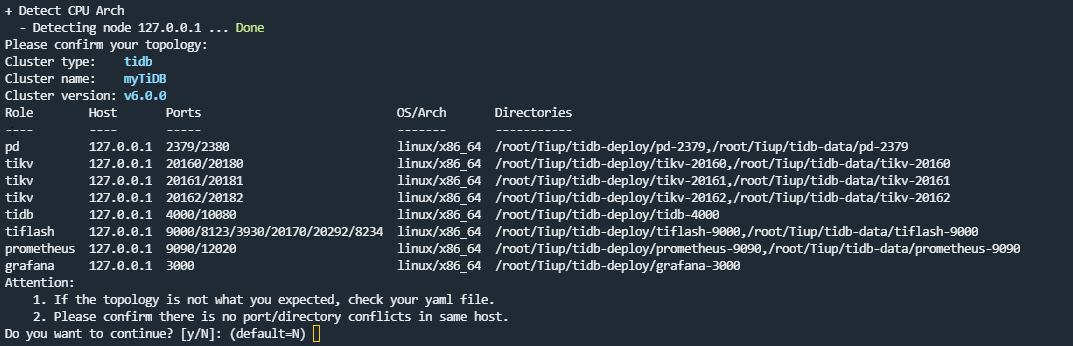 + Detect CPU Arch
  - Detecting node 127.0.0.1 ... Done
Please confirm your topology:
Cluster type:    tidb
Cluster name:    myTiDB
Cluster version: v6.0.0
Role        Host       Ports                            OS/Arch       Directories
----        ----       -----                            -------       -----------
pd          127.0.0.1  2379/2380                        linux/x86_64  /root/Tiup/tidb-deploy/pd-2379,/root/Tiup/tidb-data/pd-2379
tikv        127.0.0.1  20160/20180                      linux/x86_64  /root/Tiup/tidb-deploy/tikv-20160,/root/Tiup/tidb-data/tikv-20160
tikv        127.0.0.1  20161/20181                      linux/x86_64  /root/Tiup/tidb-deploy/tikv-20161,/root/Tiup/tidb-data/tikv-20161
tikv        127.0.0.1  20162/20182                      linux/x86_64  /root/Tiup/tidb-deploy/tikv-20162,/root/Tiup/tidb-data/tikv-20162
tidb        127.0.0.1  4000/10080                       linux/x86_64  /root/Tiup/tidb-deploy/tidb-4000
tiflash     127.0.0.1  9000/8123/3930/20170/20292/8234  linux/x86_64  /root/Tiup/tidb-deploy/tiflash-9000,/root/Tiup/tidb-data/tiflash-9000
prometheus  127.0.0.1  9090/12020                       linux/x86_64  /root/Tiup/tidb-deploy/prometheus-9090,/root/Tiup/tidb-data/prometheus-9090
grafana     127.0.0.1  3000                             linux/x86_64  /root/Tiup/tidb-deploy/grafana-3000
Attention:
    1. If the topology is not what you expected, check your yaml file.
    2. Please confirm there is no port/directory conflicts in same host.
Do you want to continue? [y/N]: (default=N)